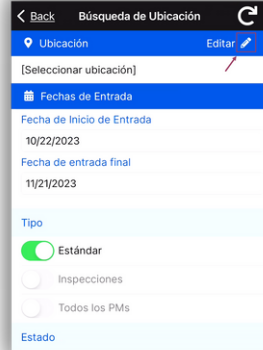 Back Búsqueda de Ubicación
Ubicación Editar
[Seleccionar ubicación]
Fechas de Entrada
Fecha de Inicio de Entrada
10/22/2023
Fecha de entrada final
11/21/2023
Tipo
Estándar
Inspecciones
Todos los PMs
Estado